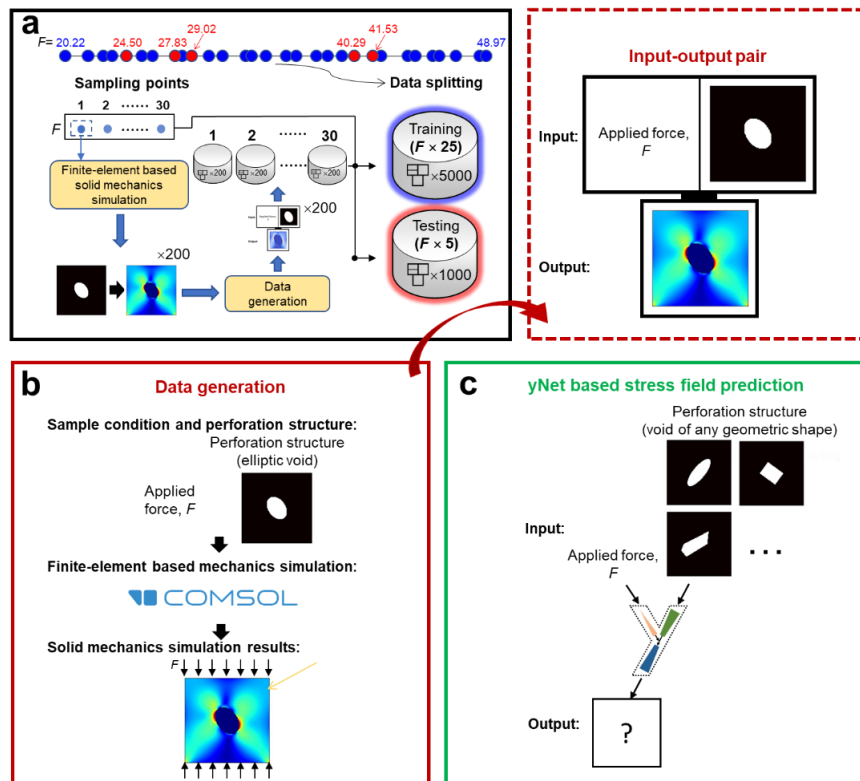 a
29.02
41.53
F= 20.22
24.50
27.83
40.29
48.97
Sampling points
Data splitting
1 2 ...... 30
F
Finite-element based
solid mechanics
simulation
×200
1 2 ...... 30
×200 ×200 ×200
×200
Data
generation
Training
(F × 25)
×5000
Testing
(F × 5)
×1000
Input-output pair
Input:
Applied force,
F
Output:
b
Data generation
Sample condition and perforation structure:
Perforation structure
(elliptic void)
Applied
force, F
Finite-element based mechanics simulation:
COMSOL
Solid mechanics simulation results:
F
c
yNet based stress field prediction
Perforation structure
(void of any geometric shape)
Input:
...
Applied force,
F
Output:
?